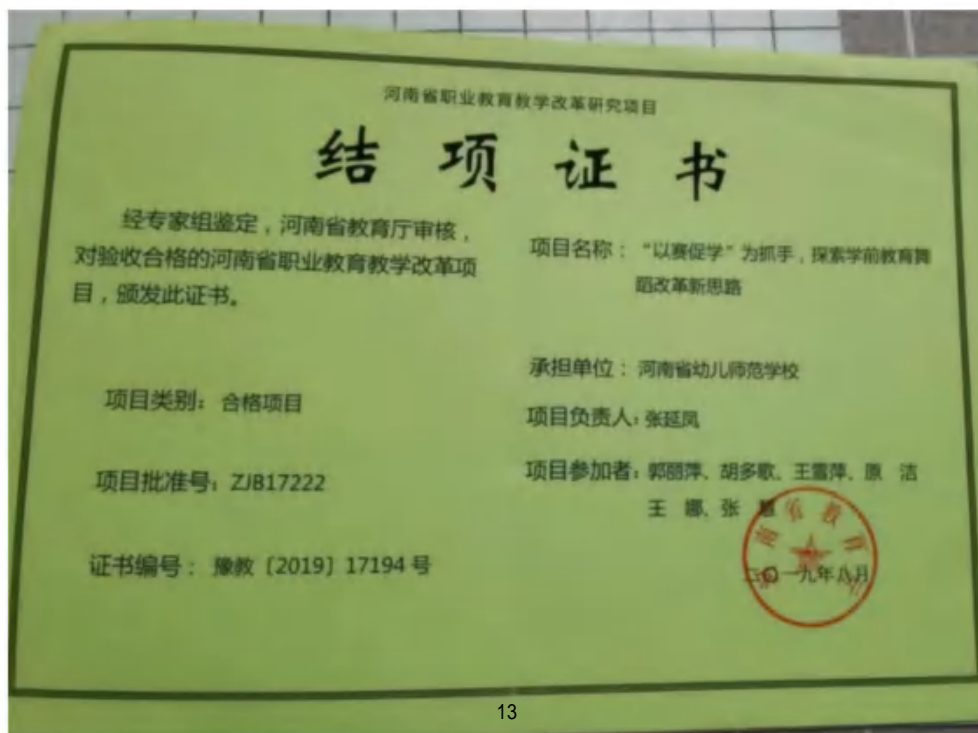 河南省职业教育教学改革研究项目
结项证书
经专家组鉴定，河南省教育厅审核，
对验收合格的河南省职业教育教学改革项
目，颁发此证书。
项目类别：合格项目
项目批准号：ZJB17222
证书编号：豫教〔2019〕17194号
项目名称：“以赛促学”为抓手，探索学前教育舞
蹈改革新思路
承担单位：河南省幼儿师范学校
项目负责人：张延凤
项目参加者：郭丽萍、胡多歌、王雪萍、原 洁
王 娜、张
二〇一九年八月
13